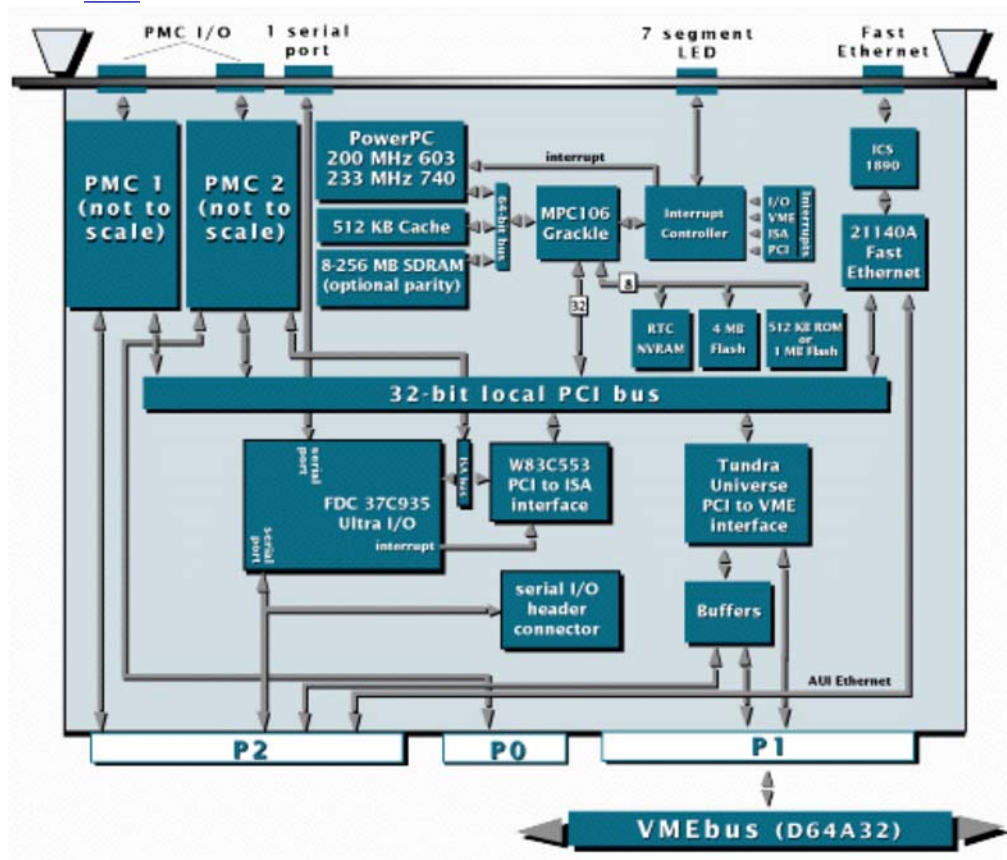 PMC I/O
1 serial
port
7 segment
LED
Fast
Ethernet
PMC 1
(not to
scale)
PMC 2
(not to
scale)
PowerPC
200 MHz 603
233 MHz 740
512 KB Cache
8-256 MB SDRAM
(optional parity)
64-bit bus
interrupt
MPC106
Grackle
Interrupt
Controller
I/O
VME
ISA
PCI
Interrupts
ICS
1890
21140A
Fast
Ethernet
32
8
RTC
NVRAM
4 MB
Flash
512 KB ROM
or
1 MB Flash
32-bit local PCI bus
serial
port
FDC 37C935
Ultra I/O
serial
port
interrupt
ISA bus
W83C553
PCI to ISA
interface
Tundra
Universe
PCI to VME
interface
serial I/O
header
connector
Buffers
AUI Ethernet
P2
P0
P1
VMEbus (D64A32)